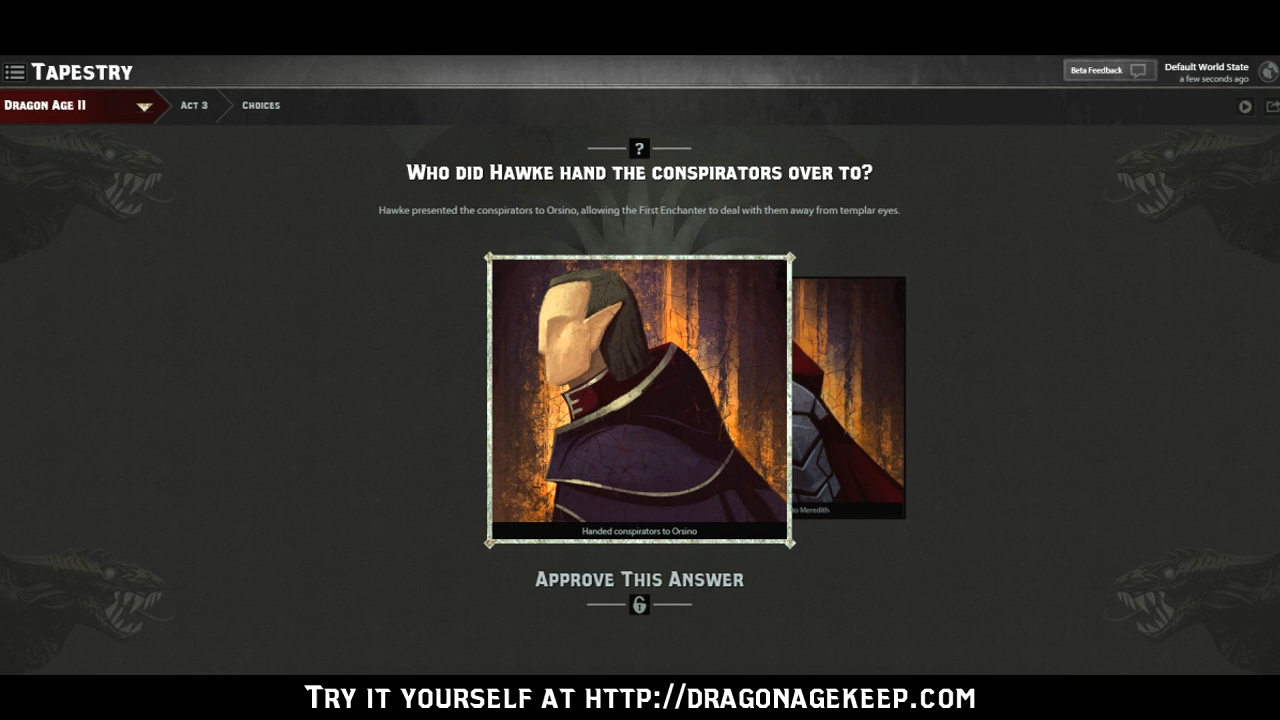 Tapestry
Beta Feedback
Default World State
a few seconds ago
Dragon Age II
Act 3
Choices
?
Who did Hawke hand the conspirators over to?
Hawke presented the conspirators to Orsino, allowing the First Enchanter to deal with them away from templar eyes.
to Meredith
Handed conspirators to Orsino
Approve This Answer
Try it yourself at http://dragonagekeep.com